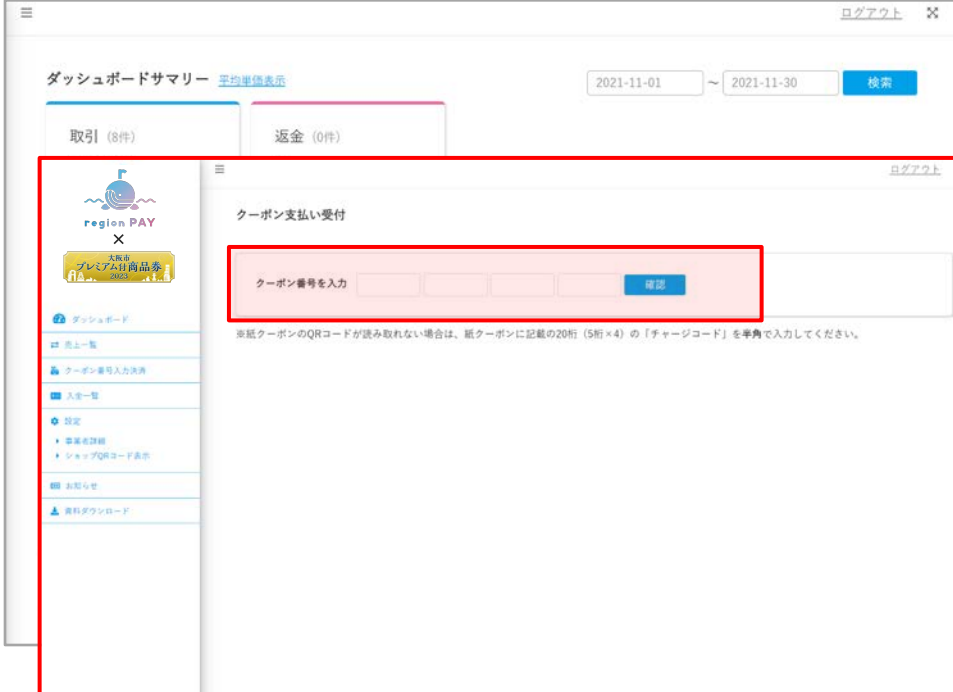 ログアウト
ダッシュボードサマリー 平均単価表示
2021-11-01 ~ 2021-11-30 検索
取引 (8件) 返金 (0件)
ログアウト
region PAY
×
大阪市
プレミアム付商品券
2023
クーポン支払い受付
クーポン番号を入力 確認
※紙クーポンのQRコードが読み取れない場合は、紙クーポンに記載の20桁（5桁×4）の「チャージコード」を半角で入力してください。
ダッシュボード
売上一覧
クーポン番号入力決済
入金一覧
設定
事業者詳細
ショップQRコード表示
お知らせ
資料ダウンロード